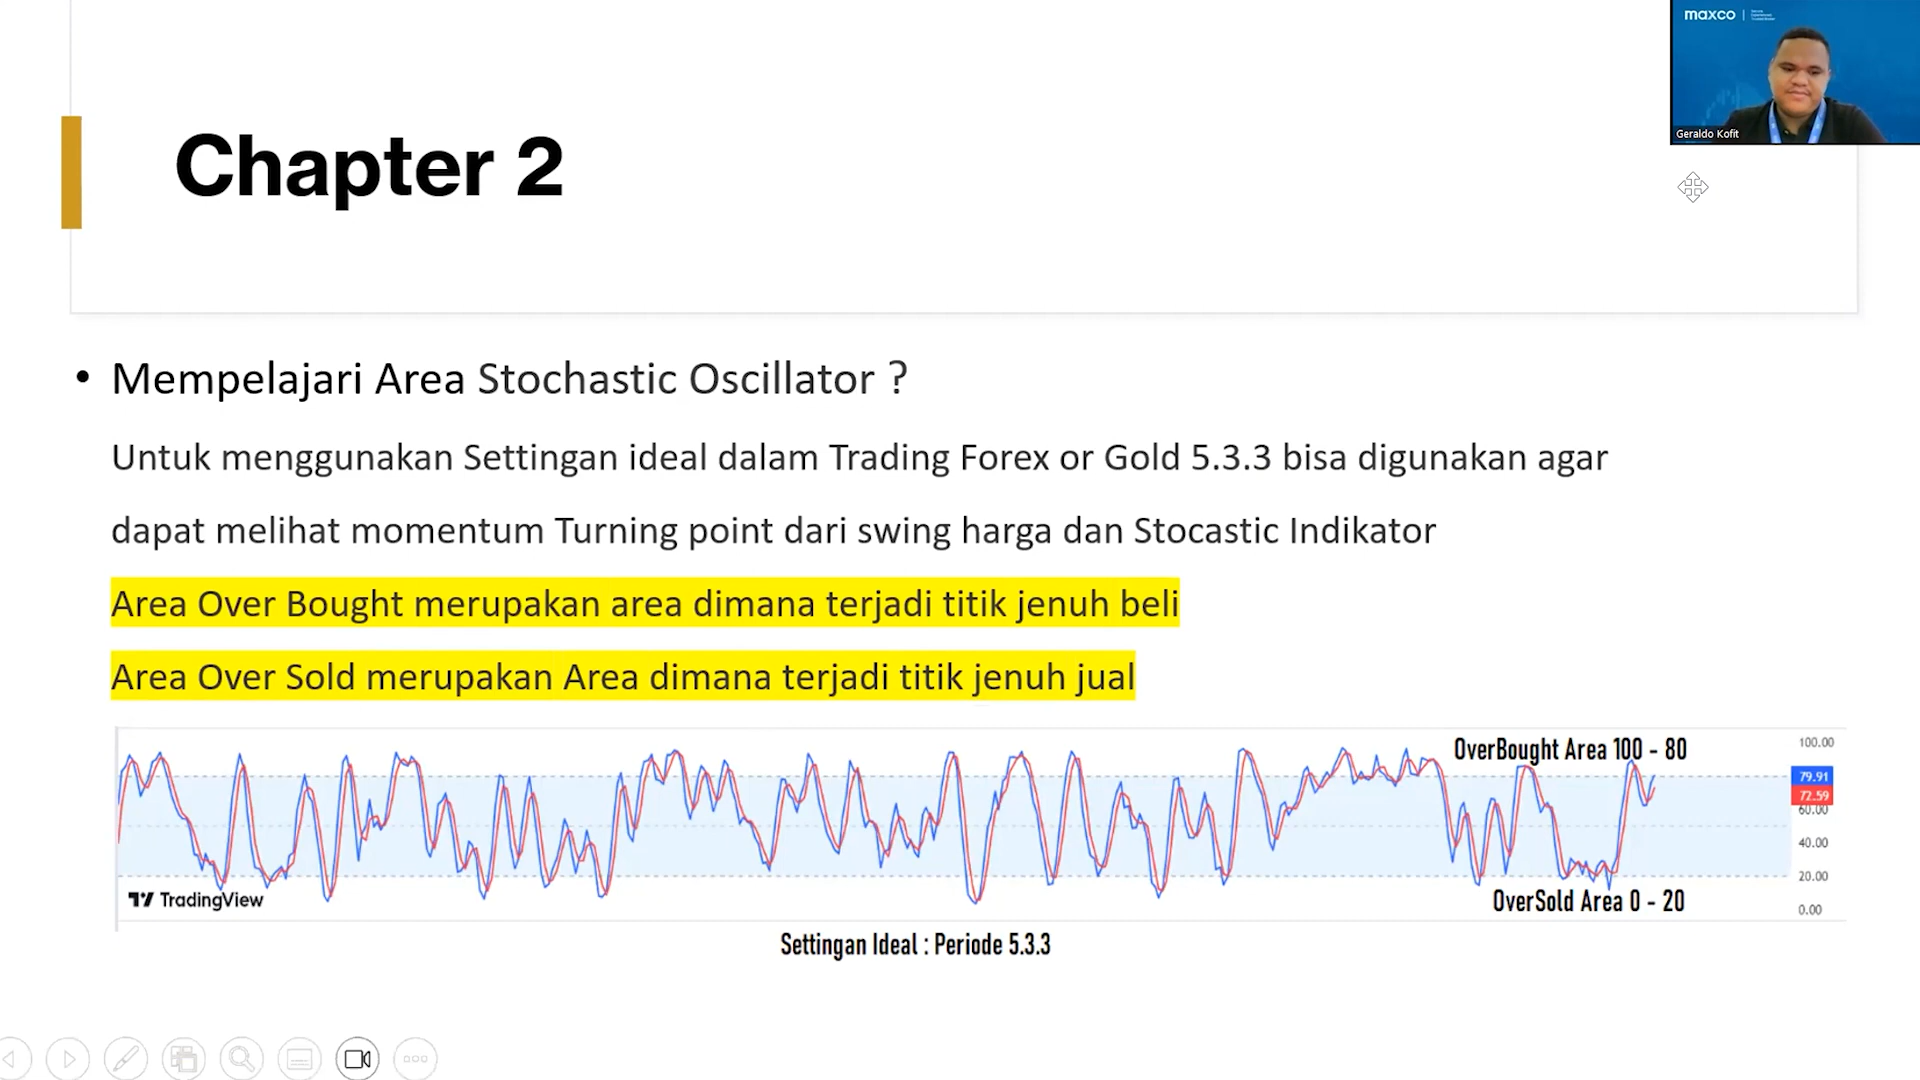 maxco
Geraldo Kofit
Chapter 2
• Mempelajari Area Stochastic Oscillator ?
Untuk menggunakan Settingan ideal dalam Trading Forex or Gold 5.3.3 bisa digunakan agar
dapat melihat momentum Turning point dari swing harga dan Stocastic Indikator
Area Over Bought merupakan area dimana terjadi titik jenuh beli
Area Over Sold merupakan Area dimana terjadi titik jenuh jual
OverBought Area 100 - 80
100.00
79.91
72.59
60.00
40.00
20.00
0.00
TradingView
OverSold Area 0 - 20
Settingan Ideal : Periode 5.3.3